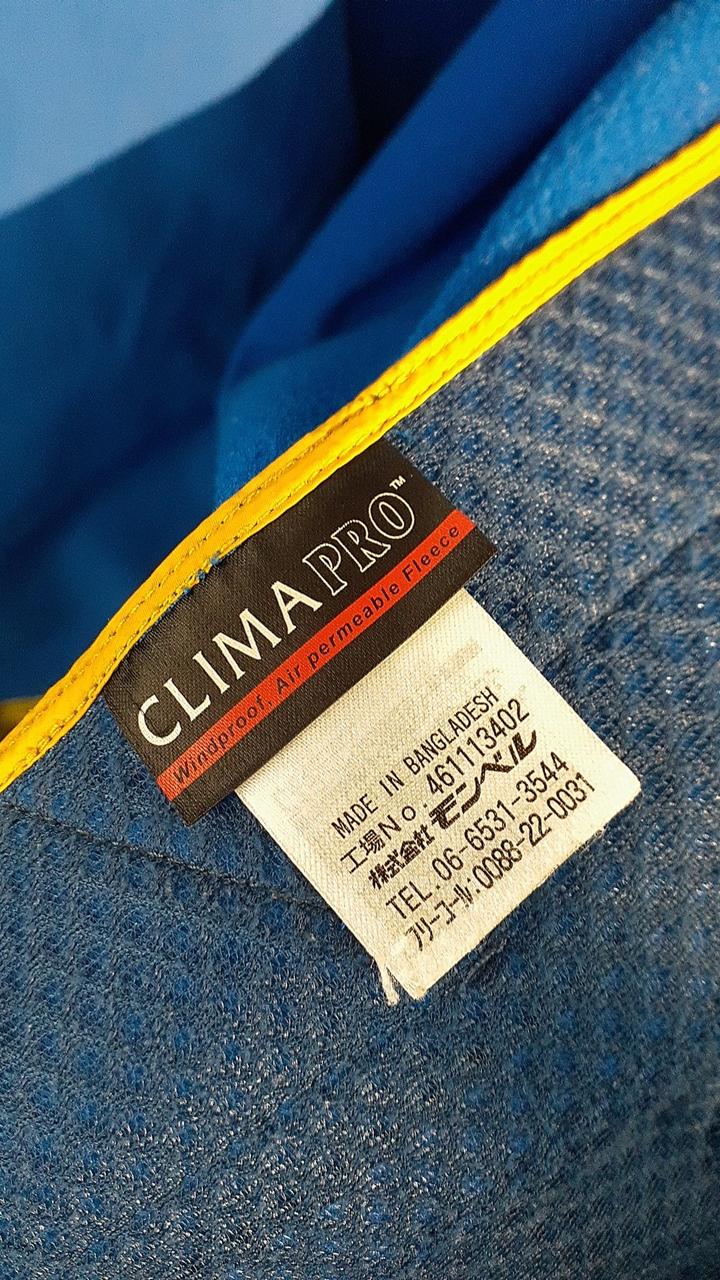 CLIMAPRO™
Windproof, Air permeable Fleece
MADE IN BANGLADESH
工場No.461113402
株式会社モンベル
TEL.06-6531-3544
フリーコール:0088-22-0031